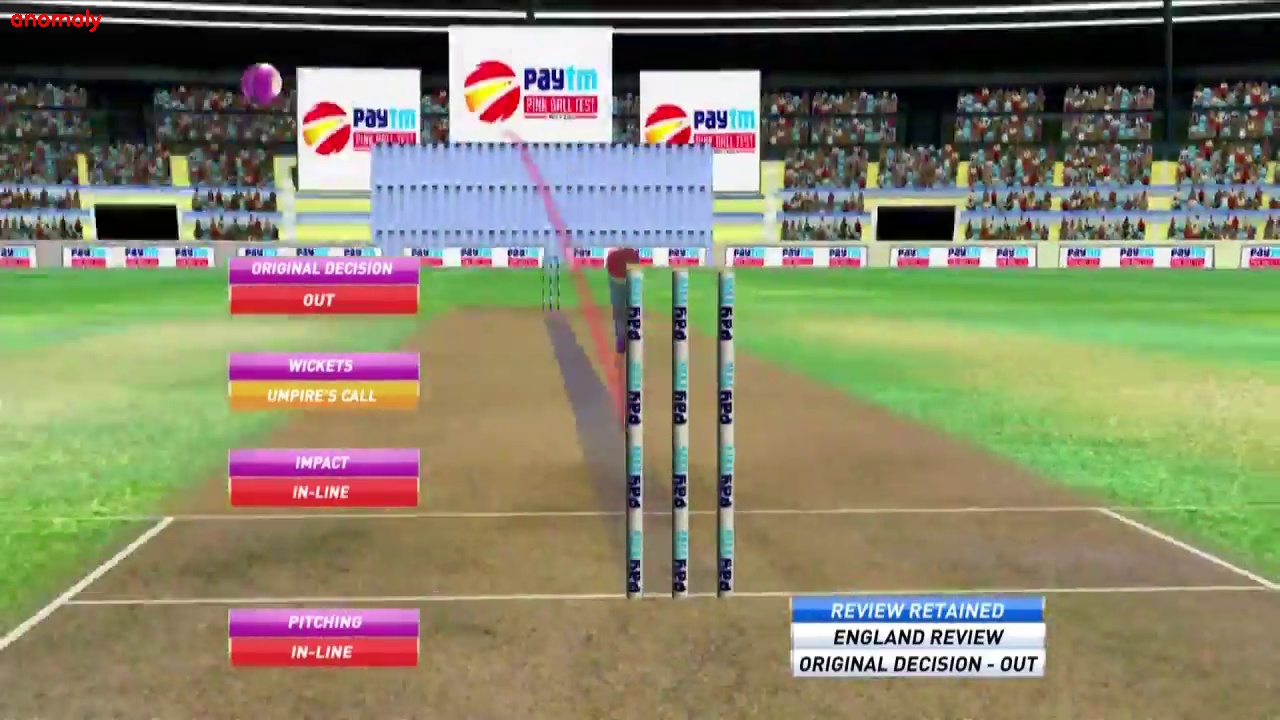 anomaly
paytm
PINK BALL TEST
paytm
PINK BALL TEST
paytm
PINK BALL TEST
ORIGINAL DECISION
OUT
WICKETS
UMPIRE'S CALL
IMPACT
IN-LINE
PITCHING
IN-LINE
REVIEW RETAINED
ENGLAND REVIEW
ORIGINAL DECISION - OUT